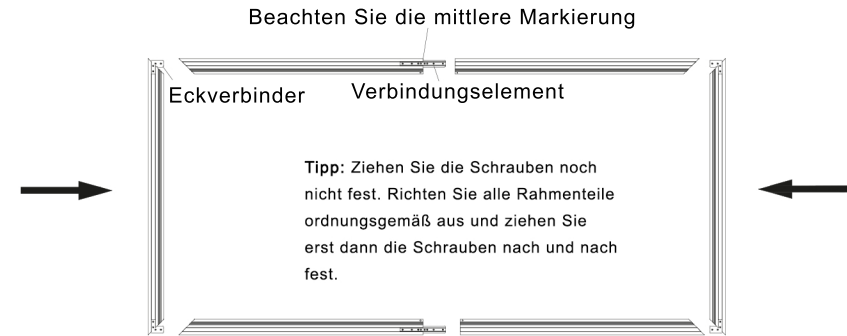 Beachten Sie die mittlere Markierung
Eckverbinder
Verbindungselement
Tipp: Ziehen Sie die Schrauben noch
nicht fest. Richten Sie alle Rahmenteile
ordnungsgemäß aus und ziehen Sie
erst dann die Schrauben nach und nach
fest.